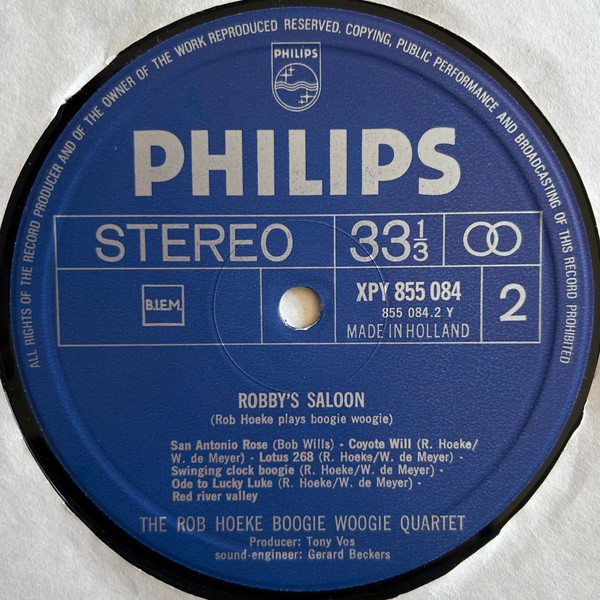 ALL RIGHTS OF THE RECORD PRODUCER AND OF THE OWNER OF THE WORK REPRODUCED RESERVED. COPYING, PUBLIC PERFORMANCE AND BROADCASTING OF THIS RECORD PROHIBITED
PHILIPS
PHILIPS
STEREO 33 1/3
B.I.E.M. XPY 855 084 2
855 084.2 Y
MADE IN HOLLAND
ROBBY'S SALOON
(Rob Hoeke plays boogie woogie)
San Antonio Rose (Bob Wills) - Coyote Will (R. Hoeke/
W. de Meyer) - Lotus 268 (R. Hoeke/W. de Meyer) -
Swinging clock boogie (R. Hoeke/W. de Meyer) -
Ode to Lucky Luke (R. Hoeke/W. de Meyer) -
Red river valley
THE ROB HOEKE BOOGIE WOOGIE QUARTET
Producer: Tony Vos
sound-engineer: Gerard Beckers